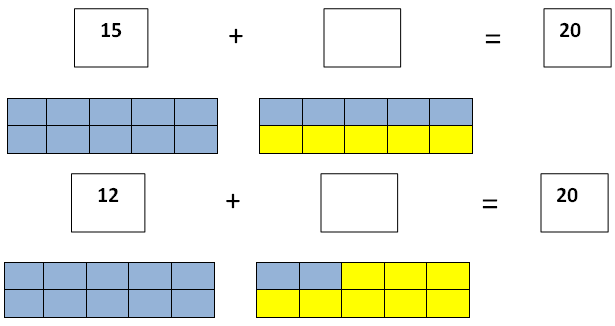 15 + = 20
12 + = 20